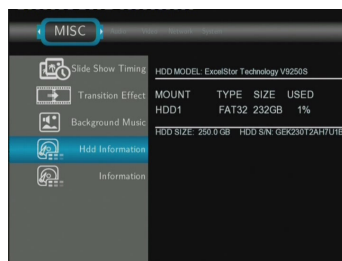 MISC
Slide Show Timing
Transition Effect
Background Music
Hdd Information
Information
HDD MODEL: ExcelStor Technology V9250S
MOUNT TYPE SIZE USED
HDD1 FAT32 232GB 1%
HDD SIZE: 250.0 GB HDD S/N: GEK230T2AH7U1E